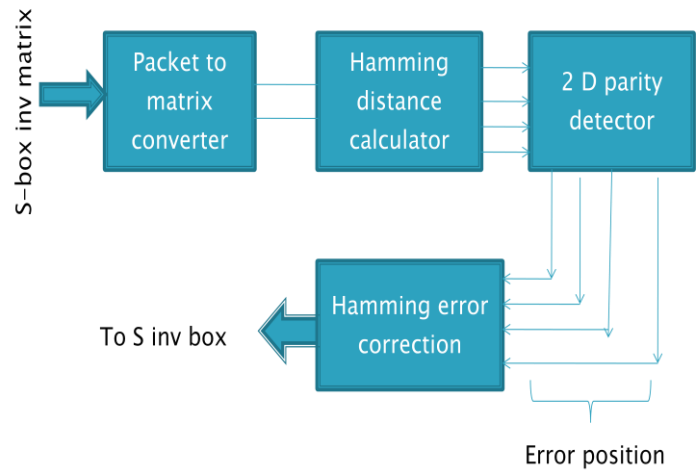 S-box inv matrix
Packet to
matrix
converter
Hamming
distance
calculator
2 D parity
detector
Hamming error
correction
To S inv box
Error position